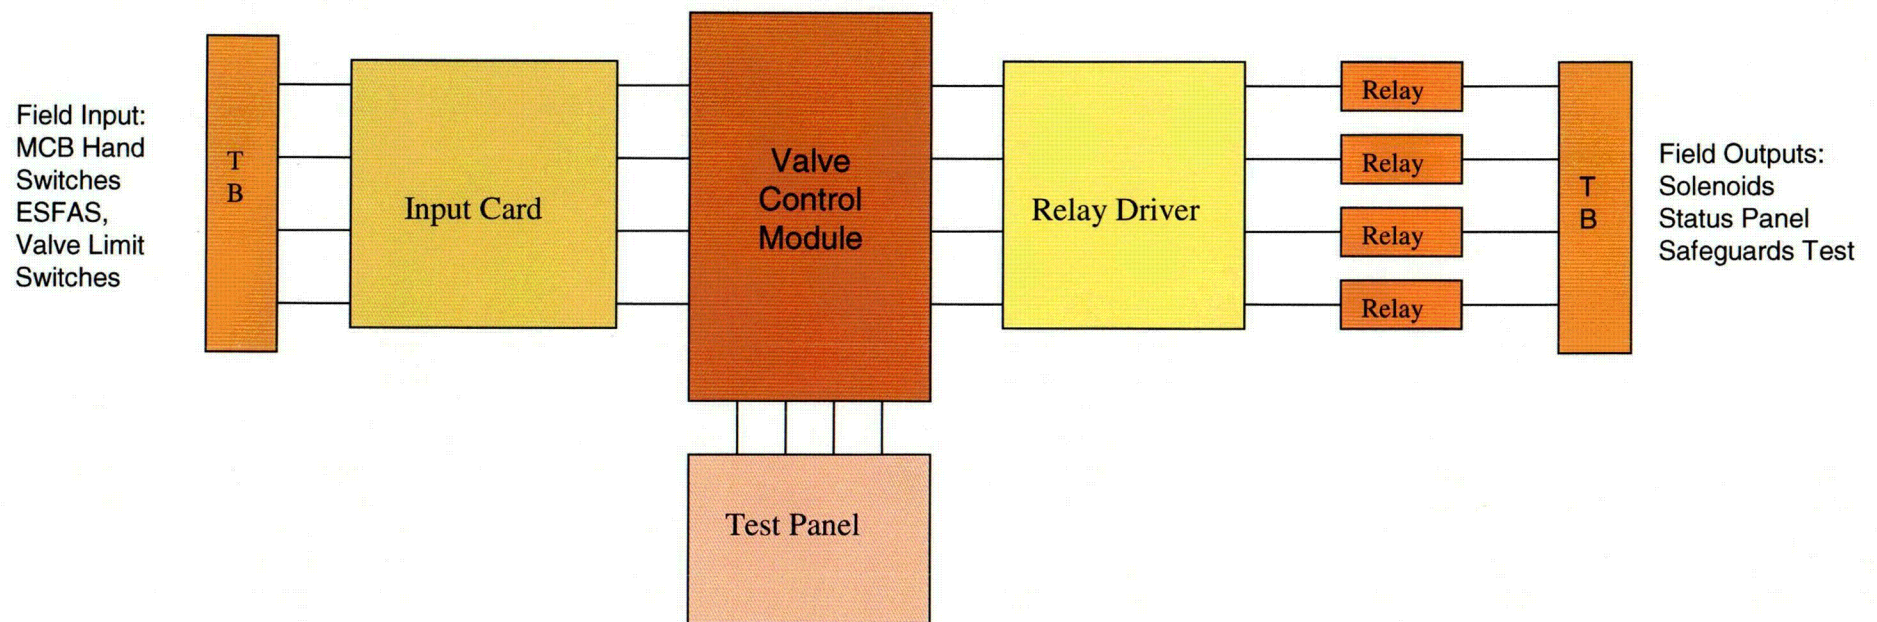 Field Input:
MCB Hand
Switches
ESFAS,
Valve Limit
Switches
T
B
Input Card
Valve
Control
Module
Test Panel
Relay Driver
Relay
Relay
Relay
Relay
T
B
Field Outputs:
Solenoids
Status Panel
Safeguards Test